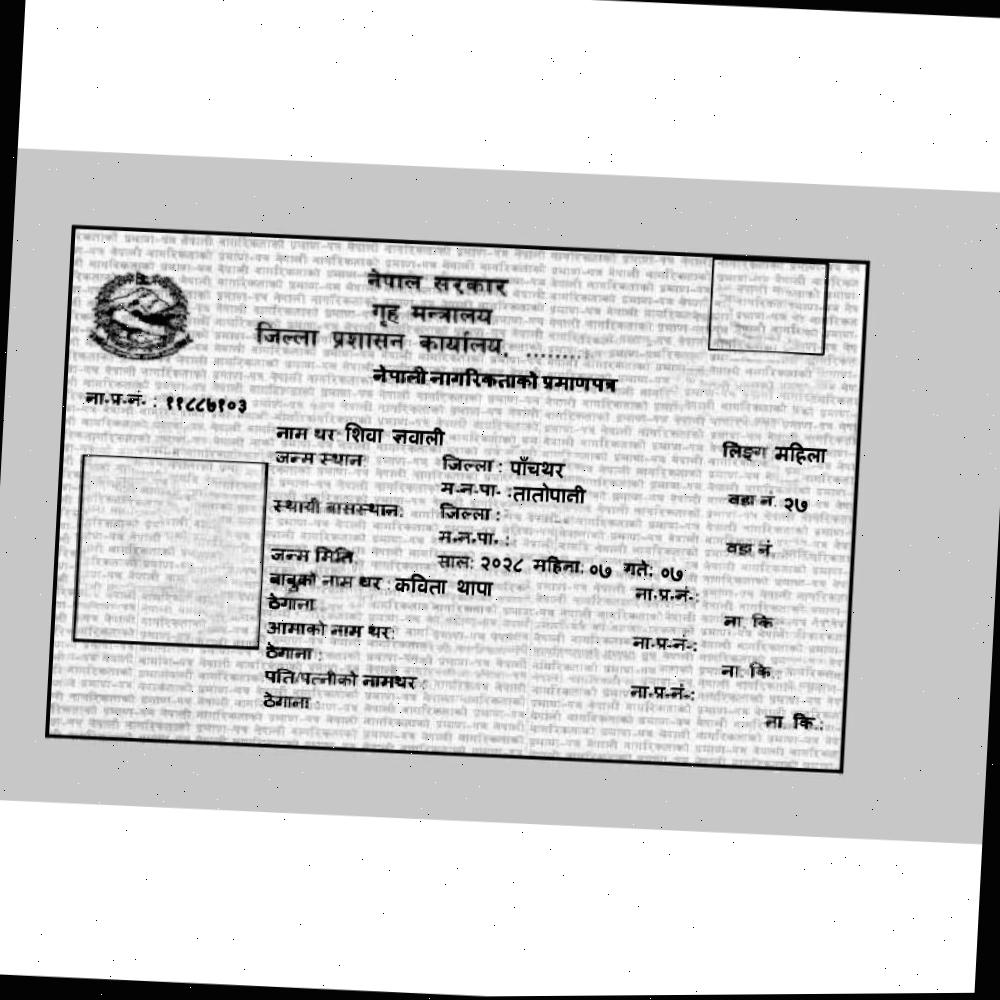 नेपाल सरकार
गृह मन्त्रालय
जिल्ला प्रशासन कार्यालय, ........
नेपाली नागरिकताको प्रमाणपत्र
ना.प्र.नं. : ११८८७१०३
नाम थर शिवा ज्ञवाली लिङ्ग महिला
जन्म स्थान: जिल्ला : पाँचथर
म.न.पा. : तातोपानी वडा नं. २७
स्थायी बासस्थान: जिल्ला :
म.न.पा. : वडा नं.
जन्म मिति साल: २०२८ महिना: ०७ गते: ०७
बाबुको नाम थर : कविता थापा ना.प्र.नं.:
ठेगाना ना. कि
आमाको नाम थर: ना.प्र.नं.:
ठेगाना : ना. कि.:
पति/पत्नीको नामथर : ना.प्र.नं.:
ठेगाना : ना. कि.: